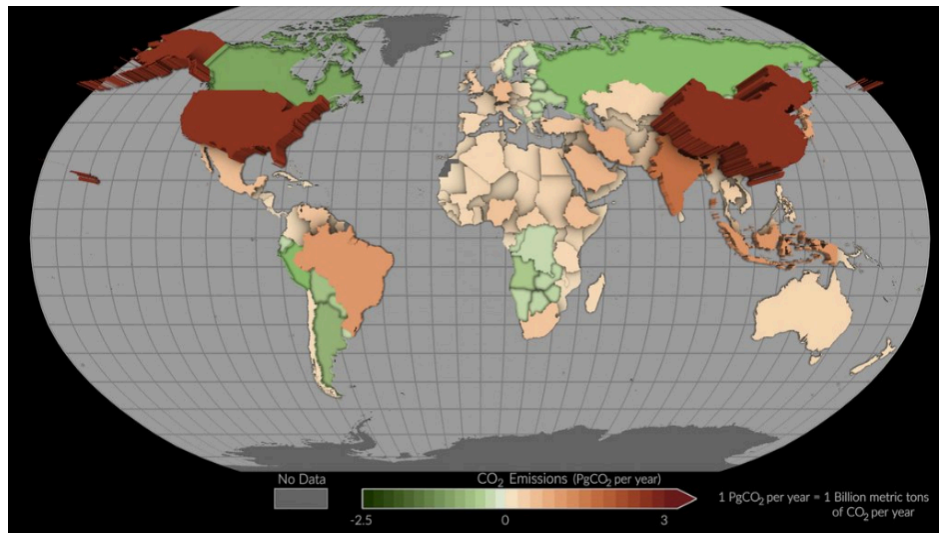 No Data
CO₂ Emissions (PgCO₂ per year)
-2.5 0 3
1 PgCO₂ per year = 1 Billion metric tons
of CO₂ per year